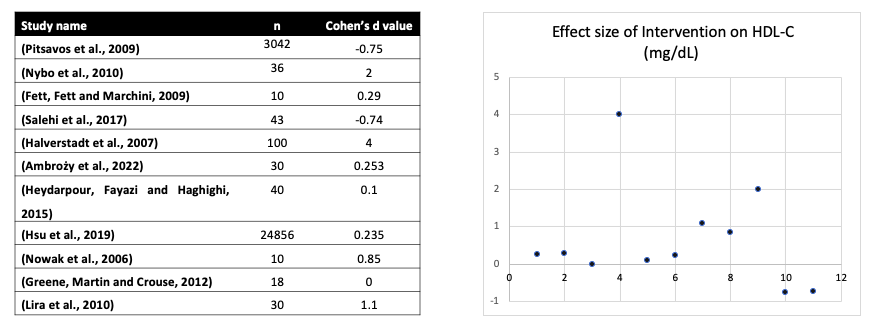 Study name n Cohen's d value
(Pitsavos et al., 2009) 3042 -0.75
(Nybo et al., 2010) 36 2
(Fett, Fett and Marchini, 2009) 10 0.29
(Salehi et al., 2017) 43 -0.74
(Halverstadt et al., 2007) 100 4
(Ambroży et al., 2022) 30 0.253
(Heydarpour, Fayazi and Haghighi, 40 0.1
2015)
(Hsu et al., 2019) 24856 0.235
(Nowak et al., 2006) 10 0.85
(Greene, Martin and Crouse, 2012) 18 0
(Lira et al., 2010) 30 1.1
Effect size of Intervention on HDL-C
(mg/dL)
5
4
3
2
1
0
-1
0 2 4 6 8 10 12